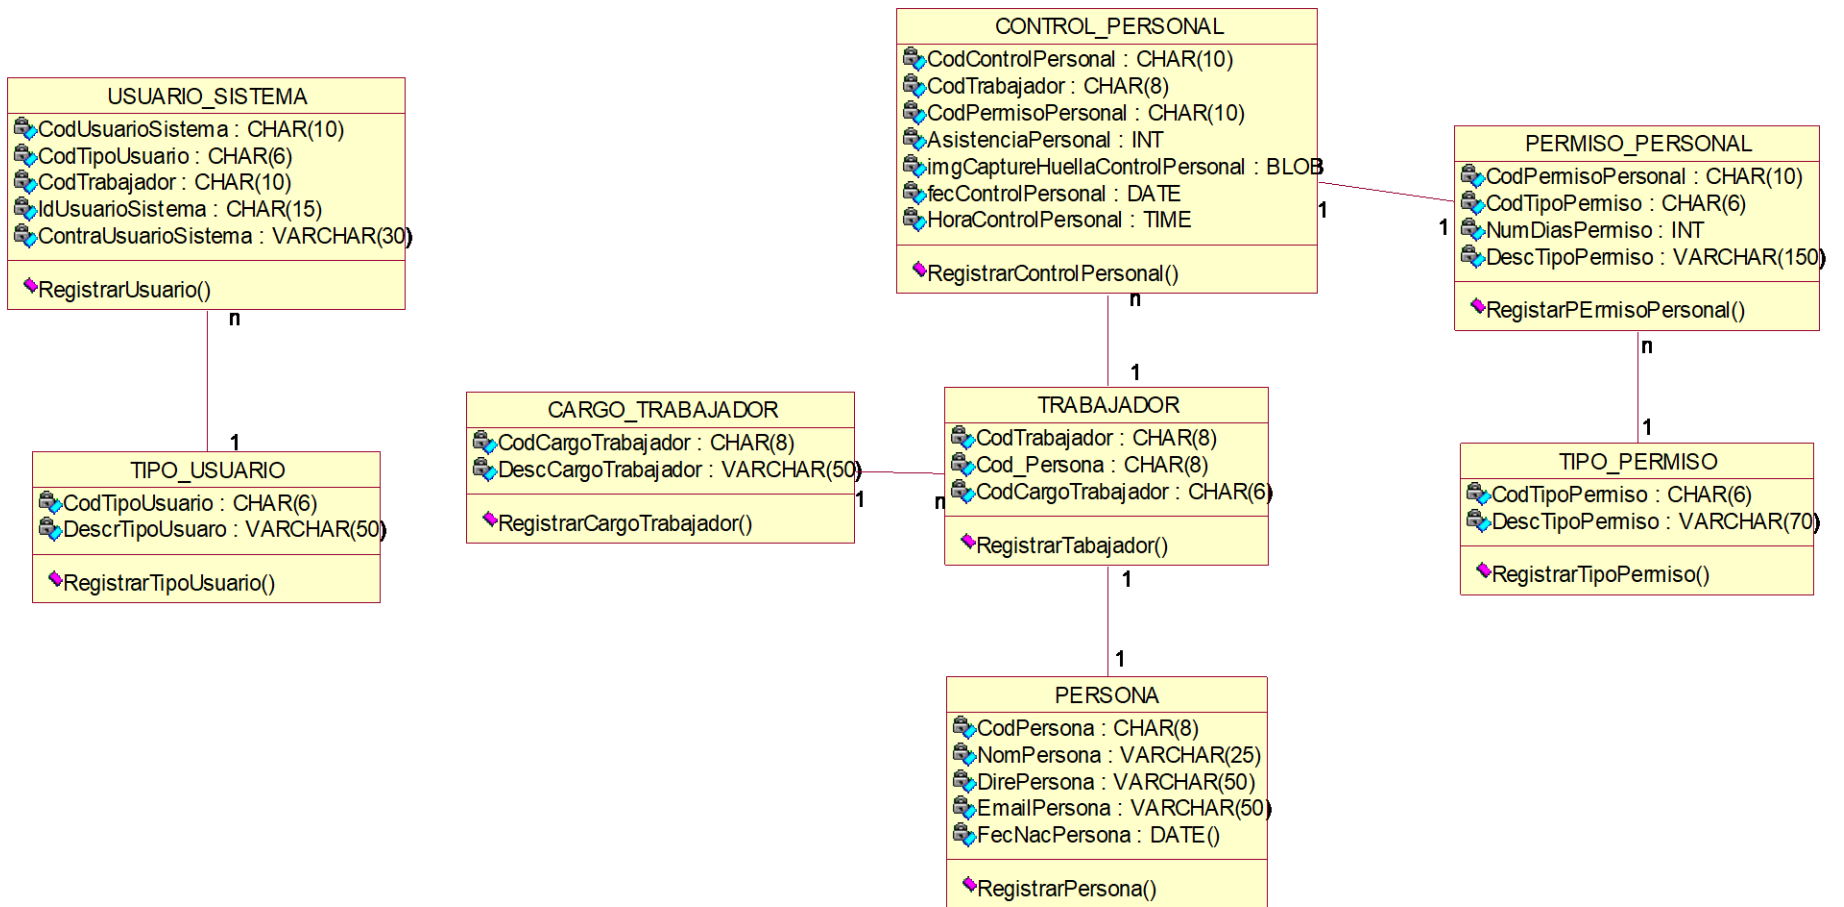 CONTROL_PERSONAL
CodControlPersonal : CHAR(10)
CodTrabajador : CHAR(8)
CodPermisoPersonal : CHAR(10)
AsistenciaPersonal : INT
imgCaptureHuellaControlPersonal : BLOB
fecControlPersonal : DATE
HoraControlPersonal : TIME
RegistrarControlPersonal()
n
1
USUARIO_SISTEMA
CodUsuarioSistema : CHAR(10)
CodTipoUsuario : CHAR(6)
CodTrabajador : CHAR(10)
IdUsuarioSistema : CHAR(15)
ContraUsuarioSistema : VARCHAR(30)
RegistrarUsuario()
n
1
PERMISO_PERSONAL
CodPermisoPersonal : CHAR(10)
CodTipoPermiso : CHAR(6)
NumDiasPermiso : INT
DescTipoPermiso : VARCHAR(150)
RegistarPErmisoPersonal()
1
n
CARGO_TRABAJADOR
CodCargoTrabajador : CHAR(8)
DescCargoTrabajador : VARCHAR(50)
RegistrarCargoTrabajador()
1
TRABAJADOR
CodTrabajador : CHAR(8)
Cod_Persona : CHAR(8)
CodCargoTrabajador : CHAR(6)
RegistrarTabajador()
1
n
1
TIPO_USUARIO
CodTipoUsuario : CHAR(6)
DescrTipoUsuaro : VARCHAR(50)
RegistrarTipoUsuario()
1
TIPO_PERMISO
CodTipoPermiso : CHAR(6)
DescTipoPermiso : VARCHAR(70)
RegistrarTipoPermiso()
1
PERSONA
CodPersona : CHAR(8)
NomPersona : VARCHAR(25)
DirePersona : VARCHAR(50)
EmailPersona : VARCHAR(50)
FecNacPersona : DATE()
RegistrarPersona()
1